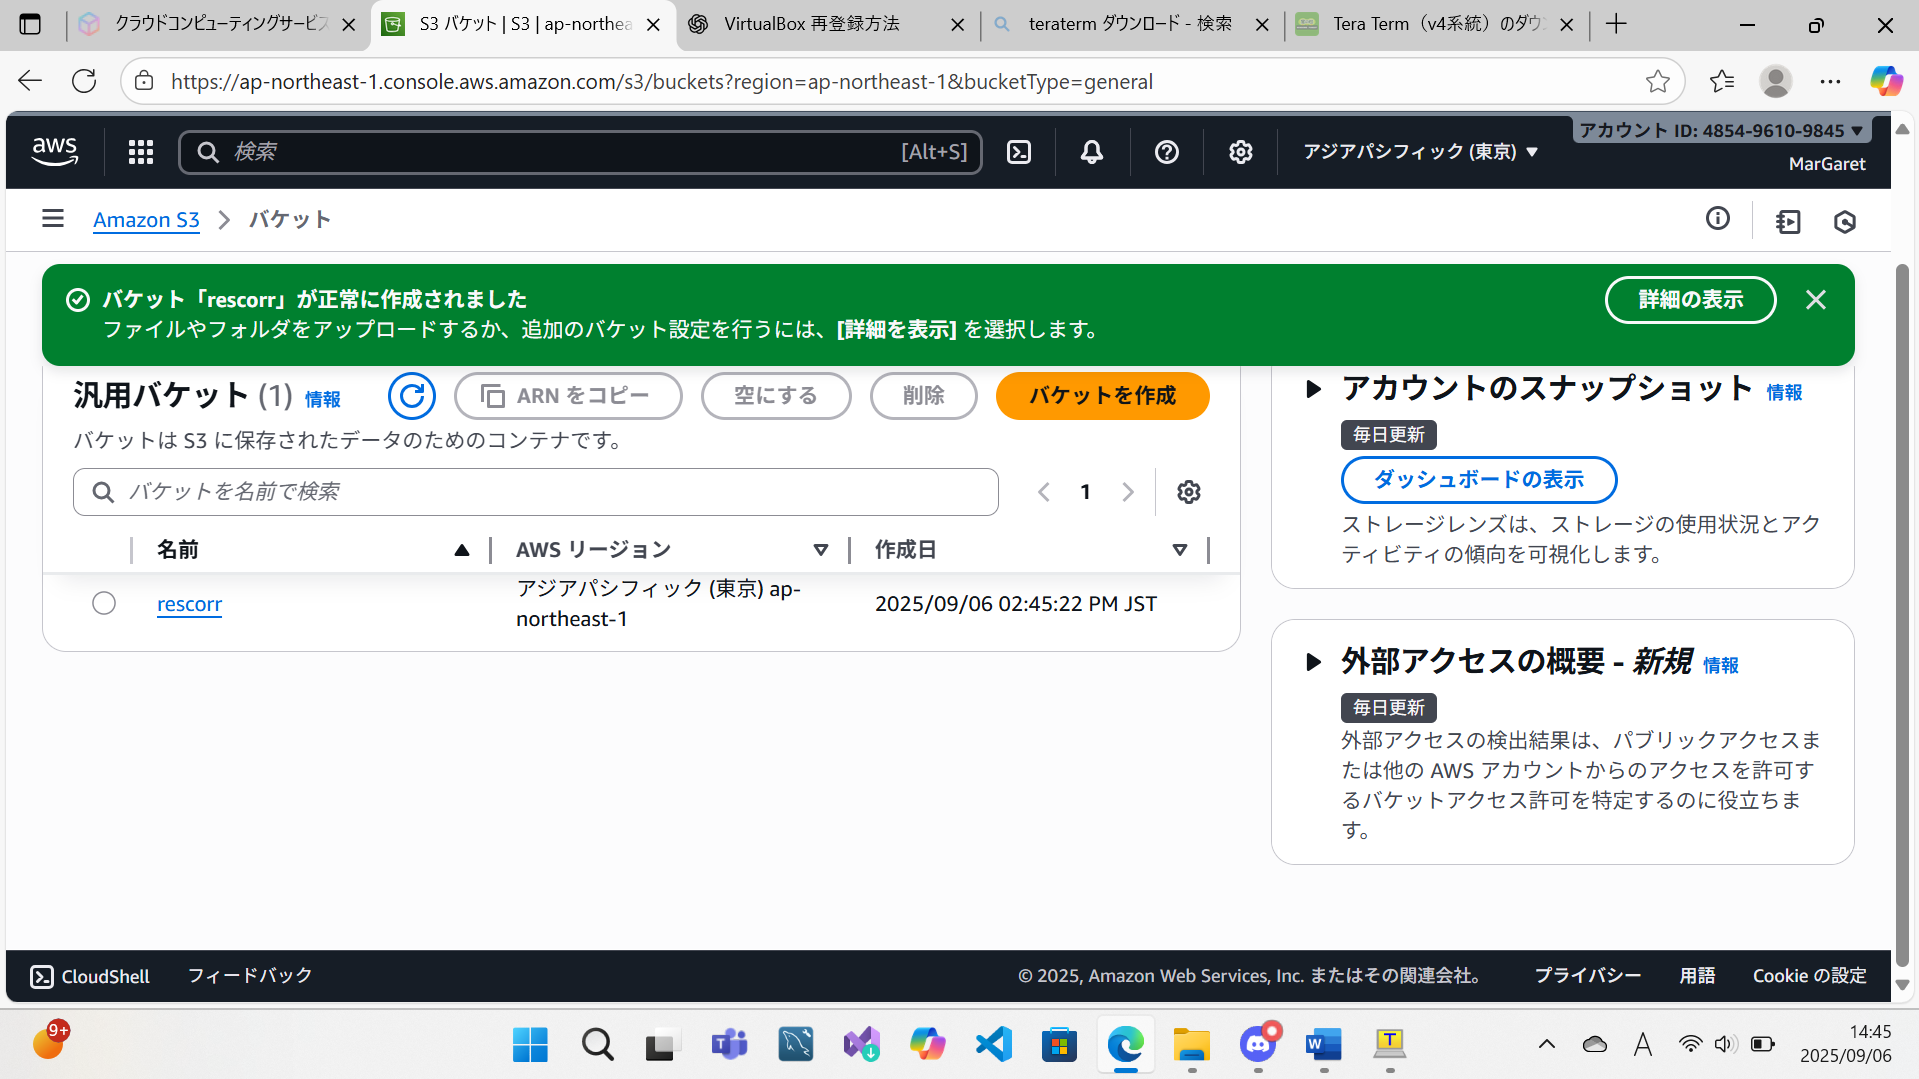 クラウドコンピューティングサービス
S3 バケット | S3 | ap-northea
VirtualBox 再登録方法
teraterm ダウンロード - 検索
Tera Term（v4系統）のダウン
https://ap-northeast-1.console.aws.amazon.com/s3/buckets?region=ap-northeast-1&bucketType=general
aws
検索
[Alt+S]
アジアパシフィック (東京) ▼
アカウント ID: 4854-9610-9845 ▼
MarGaret
Amazon S3
バケット
バケット「rescorr」が正常に作成されました
ファイルやフォルダをアップロードするか、追加のバケット設定を行うには、[詳細を表示] を選択します。
詳細の表示
汎用バケット (1) 情報
ARN をコピー
空にする
削除
バケットを作成
バケットは S3 に保存されたデータのためのコンテナです。
バケットを名前で検索
1
名前
AWS リージョン
作成日
rescorr
アジアパシフィック (東京) ap-
northeast-1
2025/09/06 02:45:22 PM JST
アカウントのスナップショット 情報
毎日更新
ダッシュボードの表示
ストレージレンズは、ストレージの使用状況とアク
ティビティの傾向を可視化します。
外部アクセスの概要 - 新規 情報
毎日更新
外部アクセスの検出結果は、パブリックアクセスま
たは他の AWS アカウントからのアクセスを許可す
るバケットアクセス許可を特定するのに役立ちま
す。
CloudShell
フィードバック
© 2025, Amazon Web Services, Inc. またはその関連会社。
プライバシー
用語
Cookie の設定
9+
A
14:45
2025/09/06